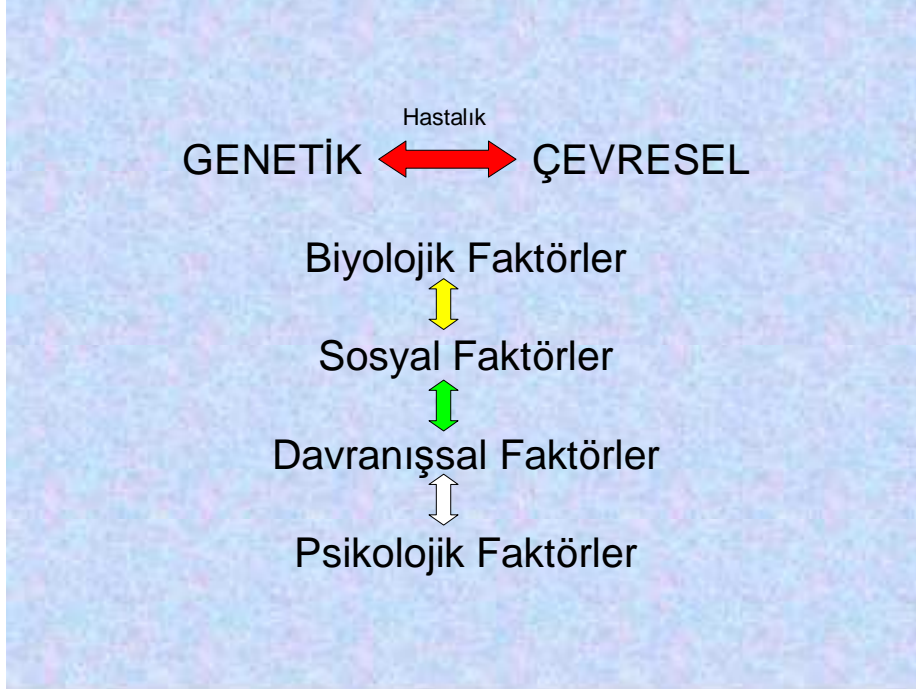 Hastalık
GENETİK ÇEVRESEL
Biyolojik Faktörler
Sosyal Faktörler
Davranışsal Faktörler
Psikolojik Faktörler